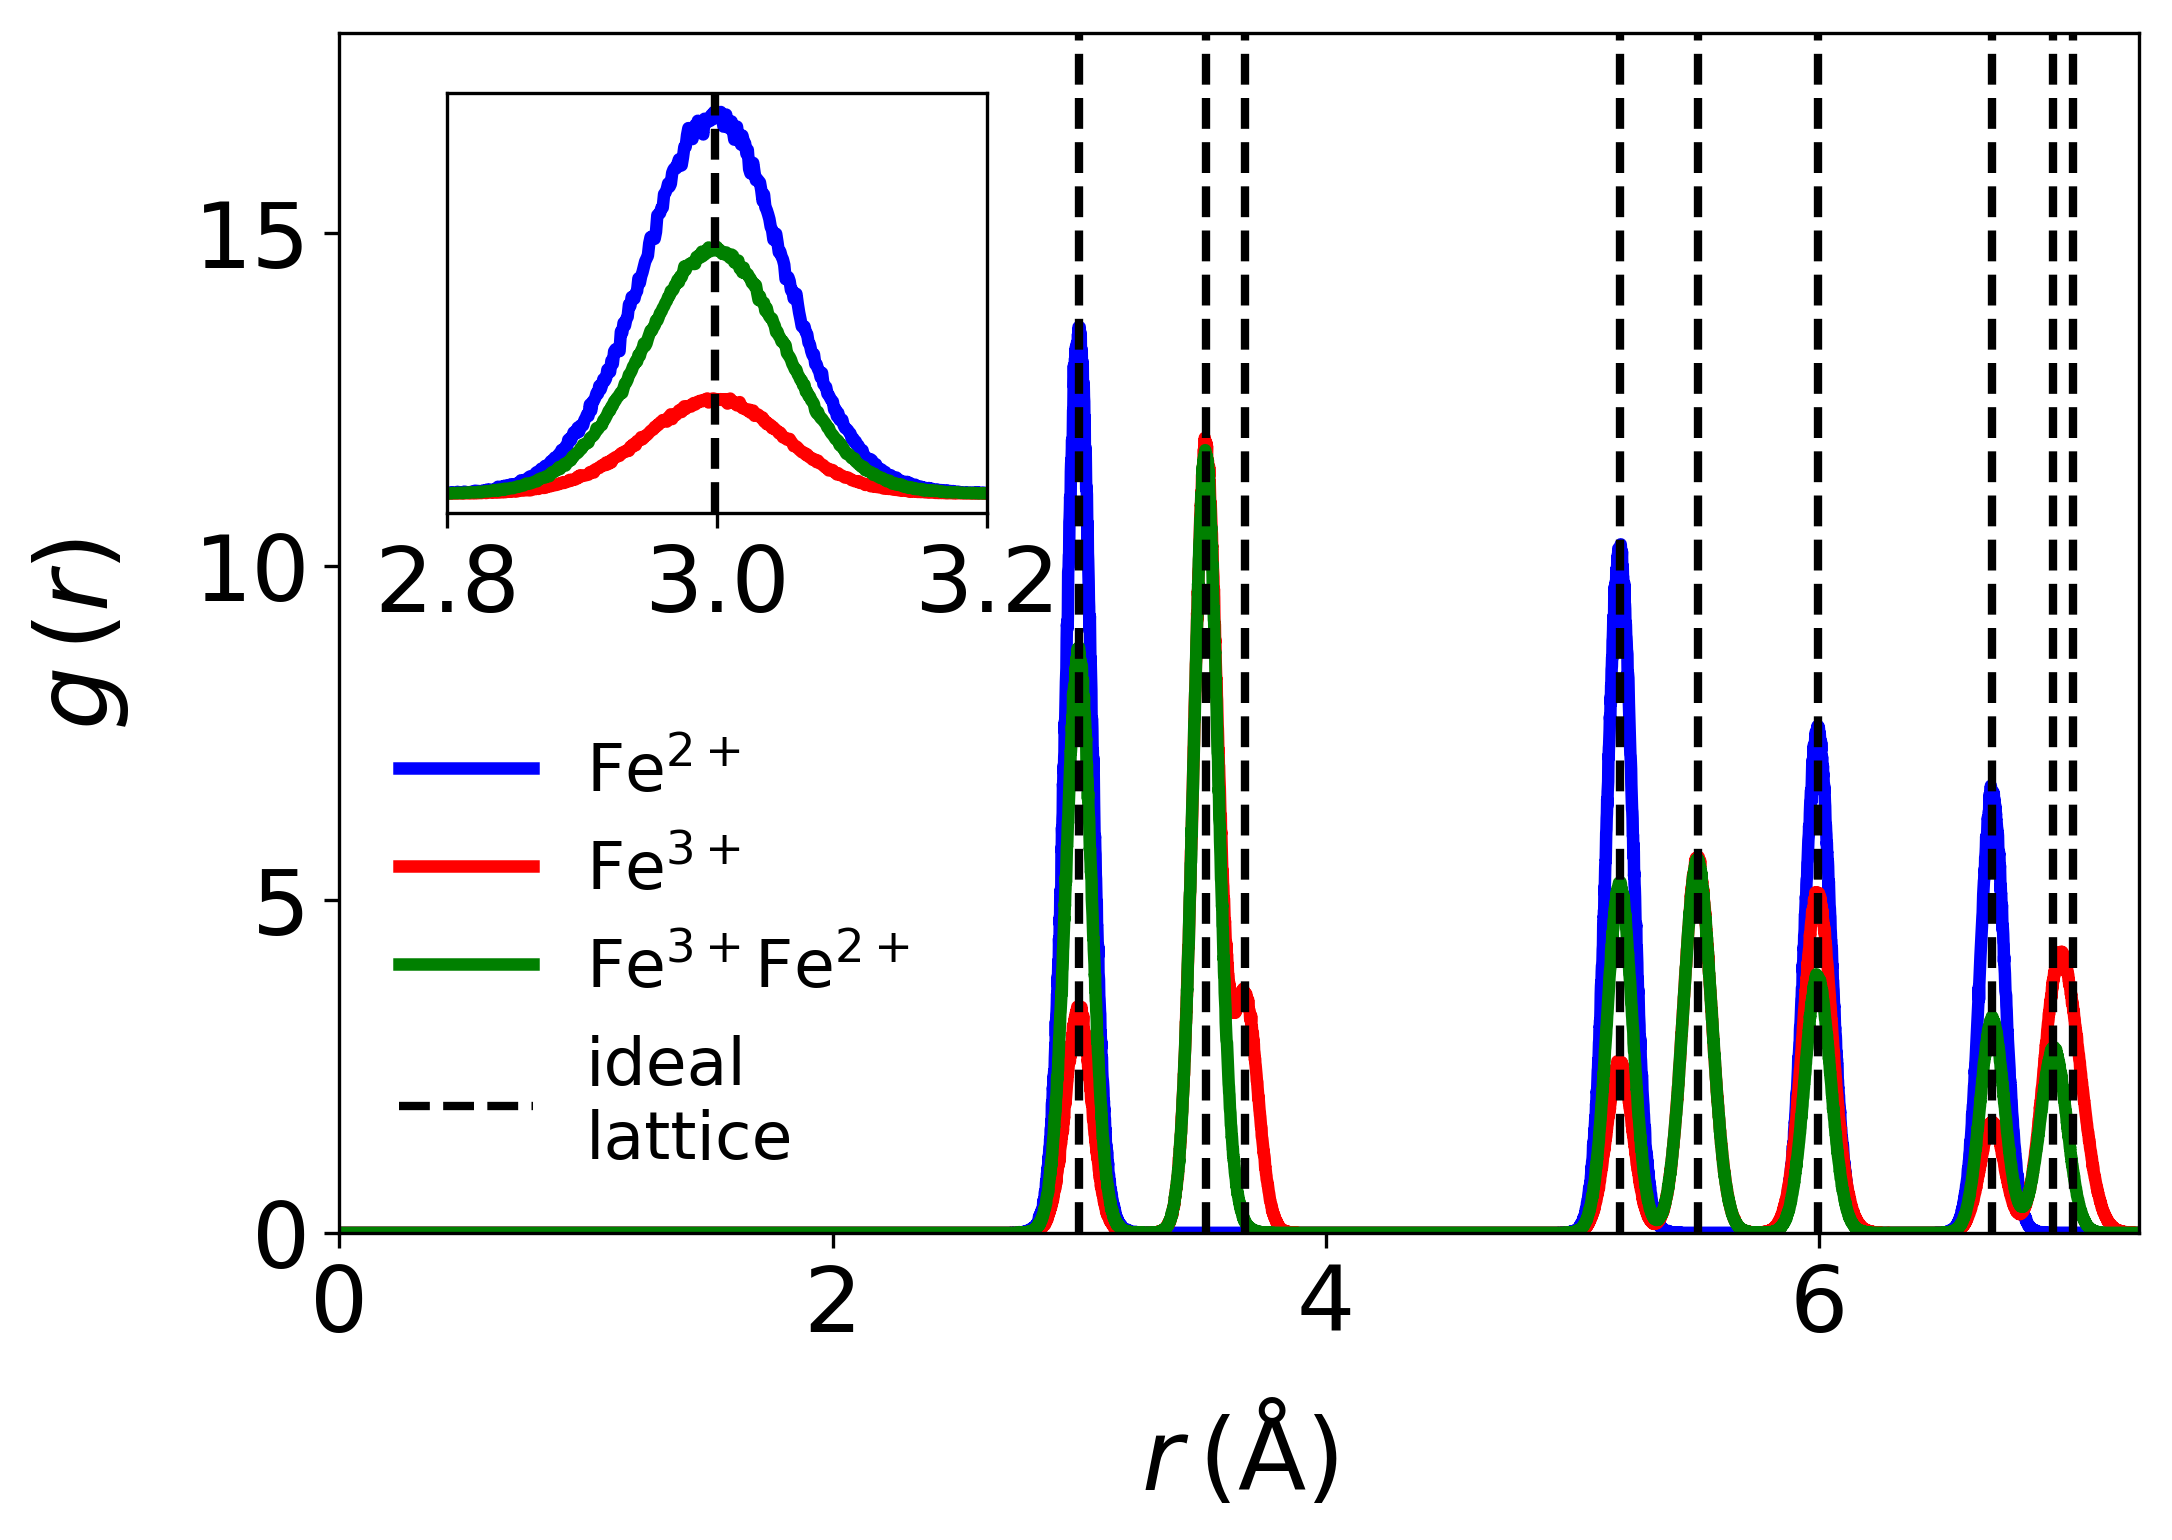 15
10
5
0
g (r)
2.8 3.0 3.2
Fe²⁺
Fe³⁺
Fe³⁺Fe²⁺
ideal
lattice
0 2 4 6
r (Å)